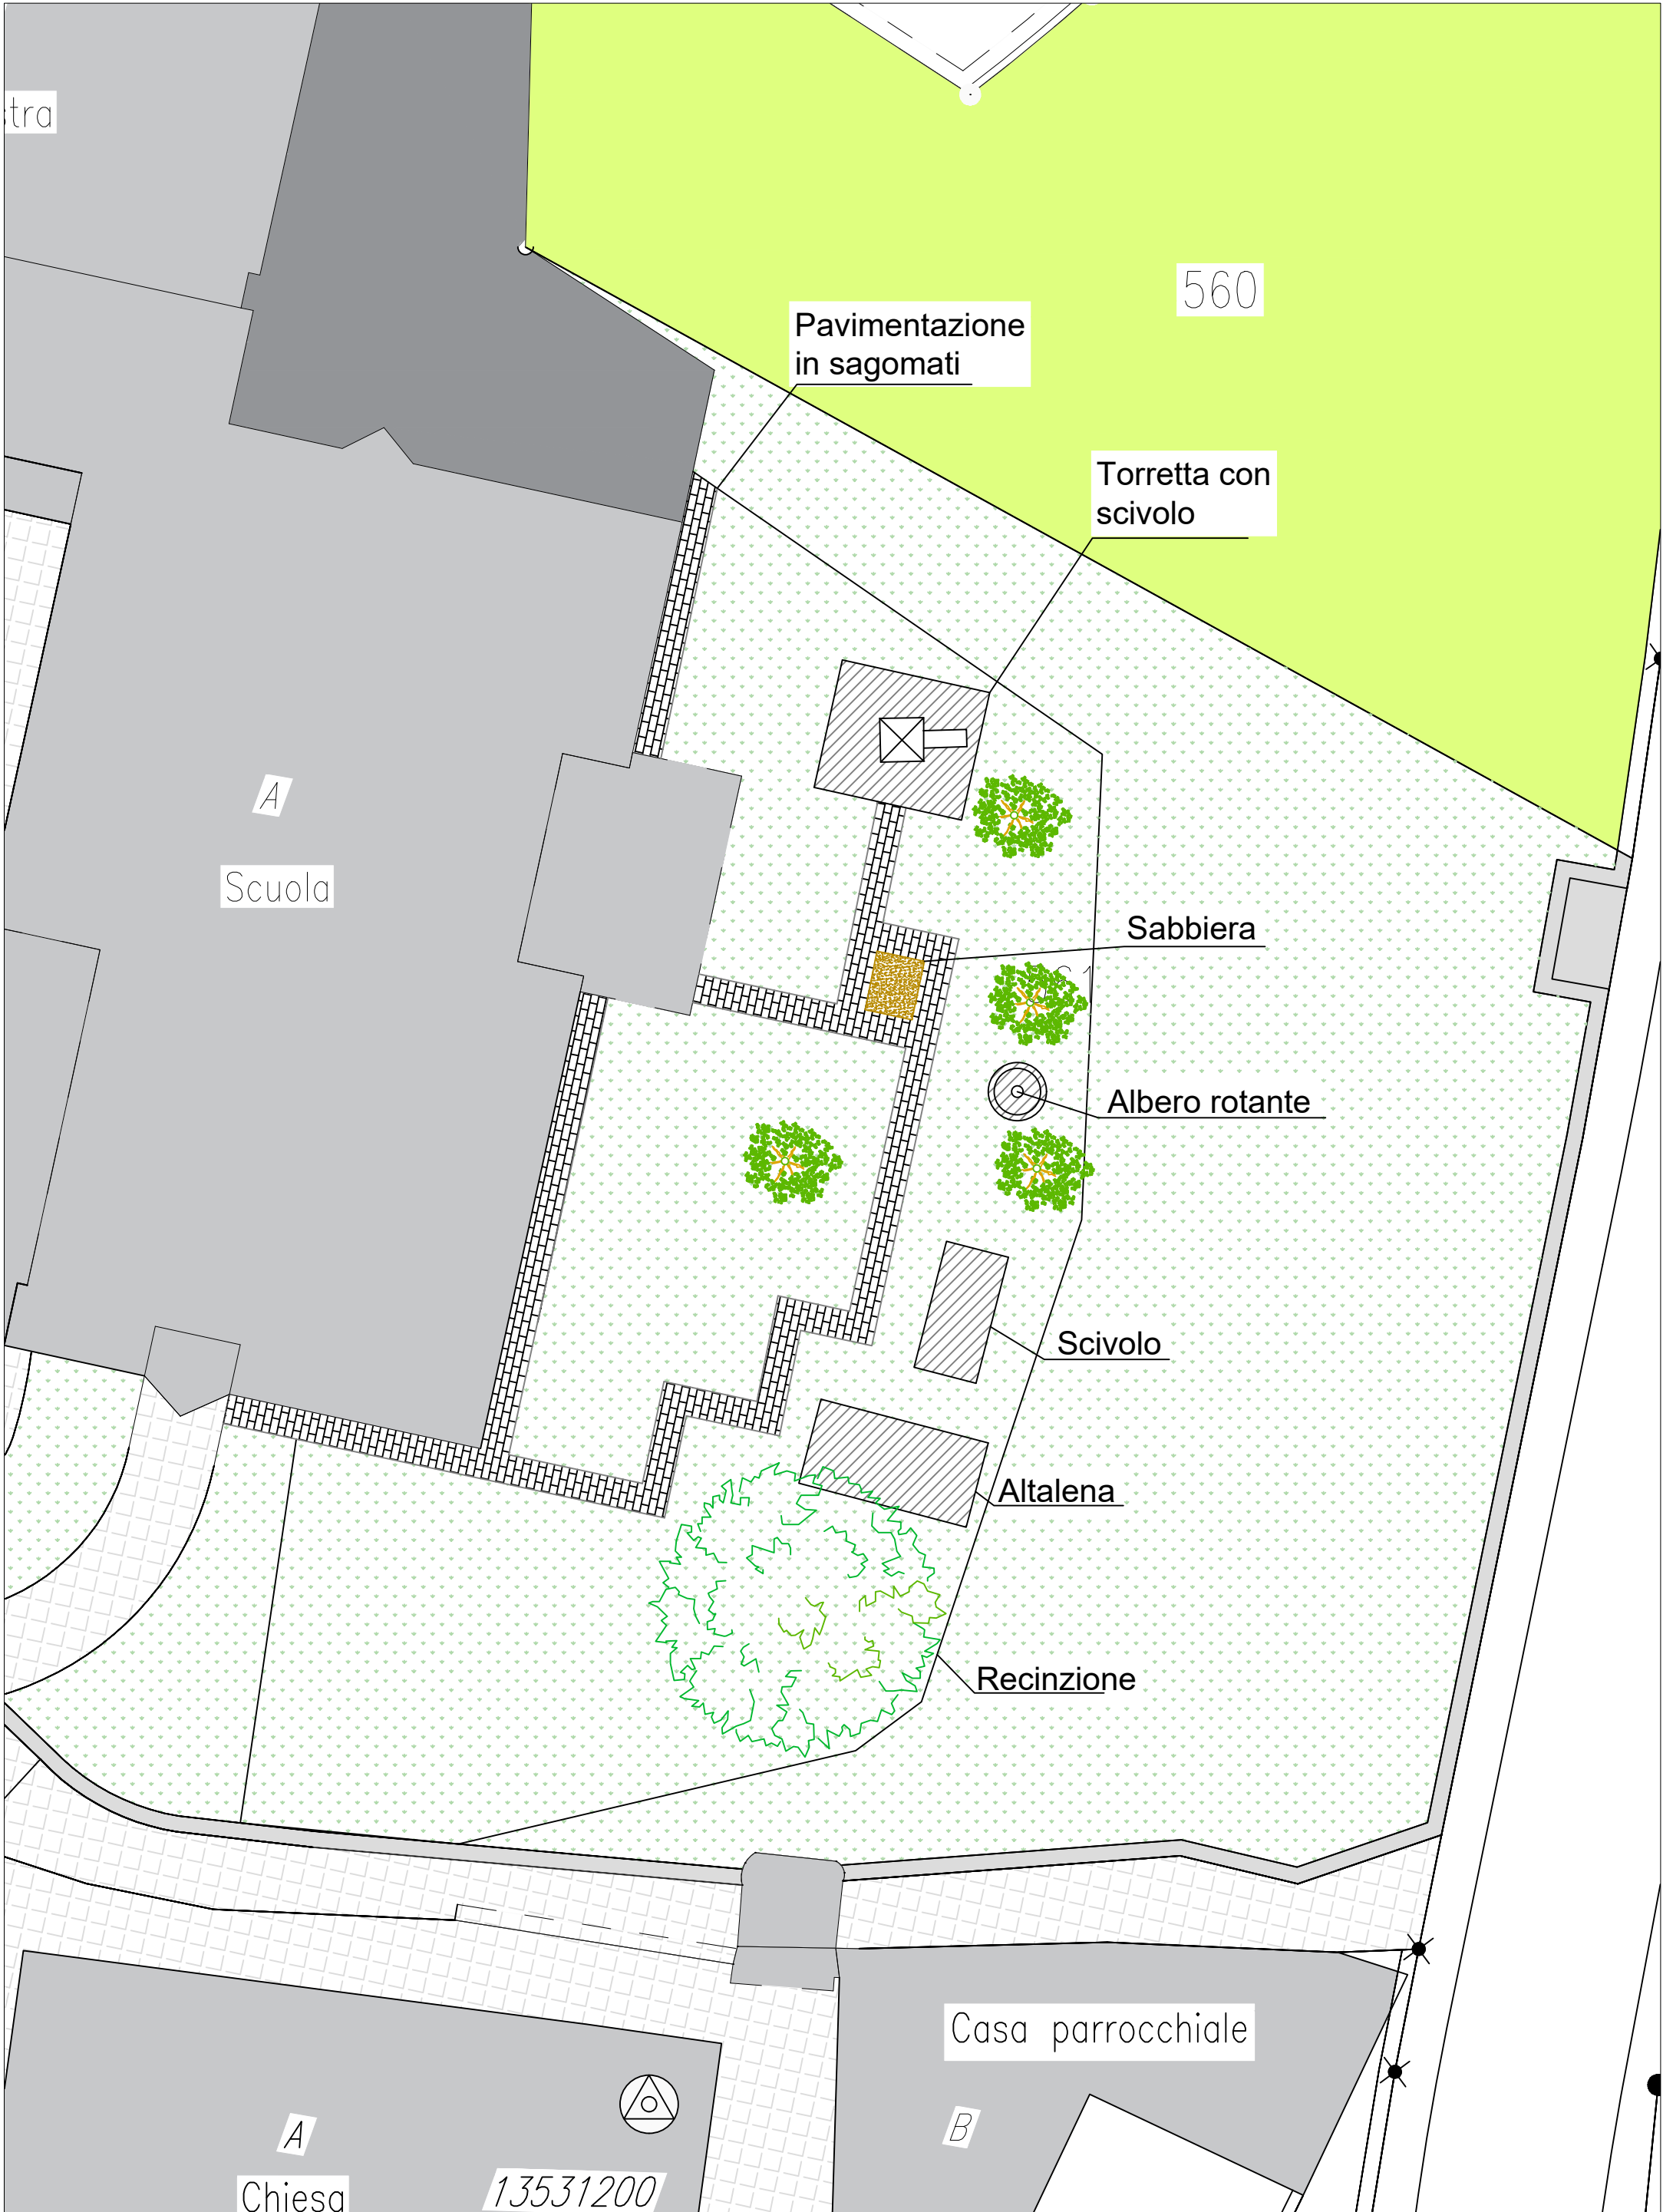 tra
560
Pavimentazione
in sagomati
Torretta con
scivolo
A
Scuola
Sabbiera
Albero rotante
Scivolo
Altalena
Recinzione
Casa parrocchiale
A
B
Chiesa
13531200